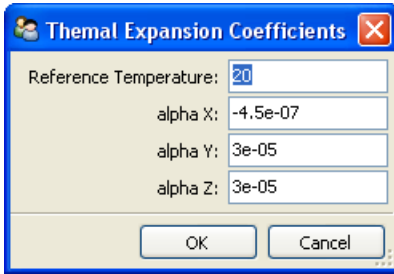 Themal Expansion Coefficients
Reference Temperature: 20
alpha X: -4.5e-07
alpha Y: 3e-05
alpha Z: 3e-05
OK Cancel